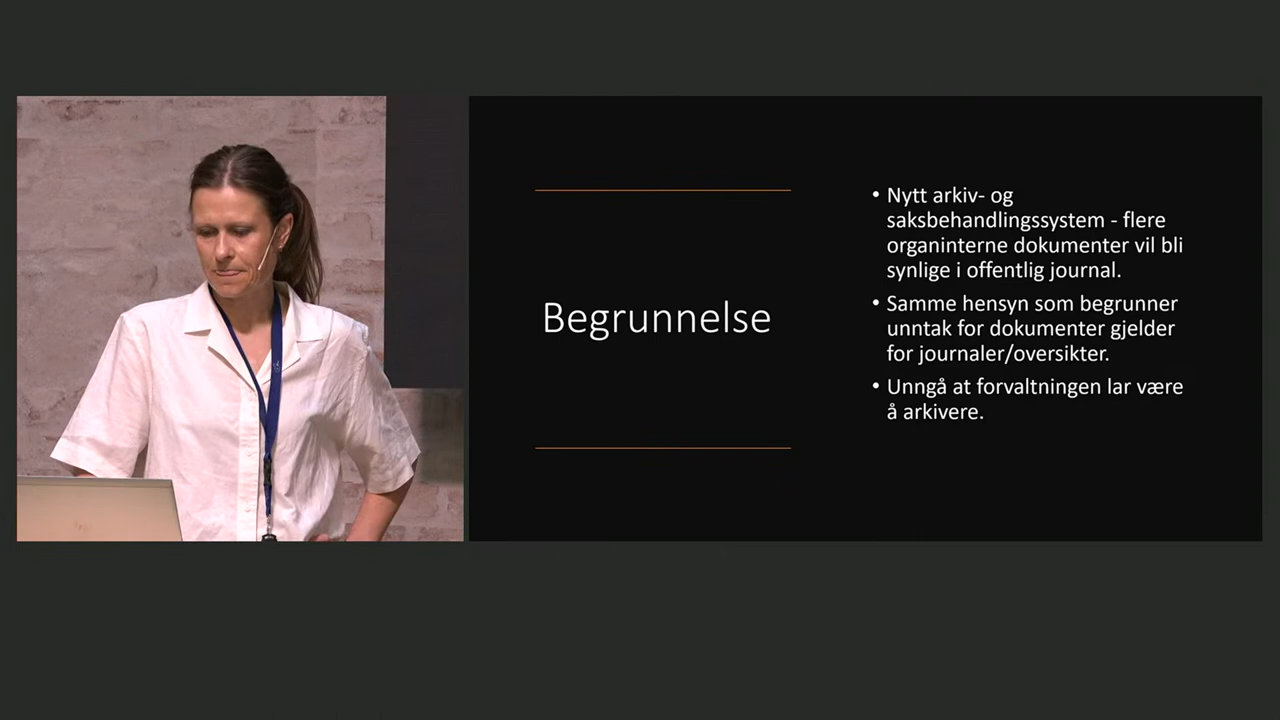 Begrunnelse
• Nytt arkiv- og
saksbehandlingssystem - flere
organinterne dokumenter vil bli
synlige i offentlig journal.
• Samme hensyn som begrunner
unntak for dokumenter gjelder
for journaler/oversikter.
• Unngå at forvaltningen lar være
å arkivere.